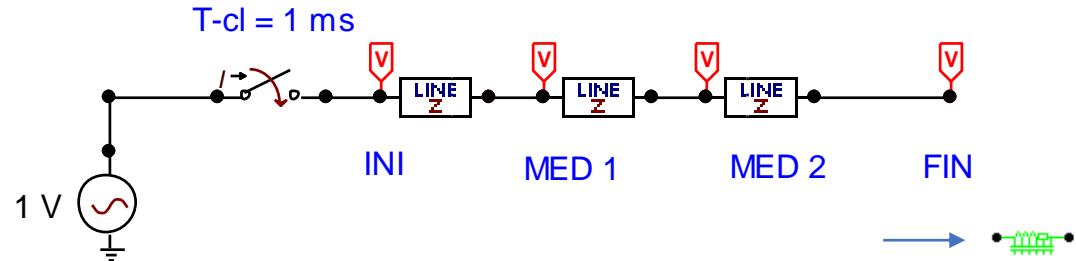 T-cl = 1 ms
I
V
V
V
V
LINE
Z
LINE
Z
LINE
Z
INI
MED 1
MED 2
FIN
1 V